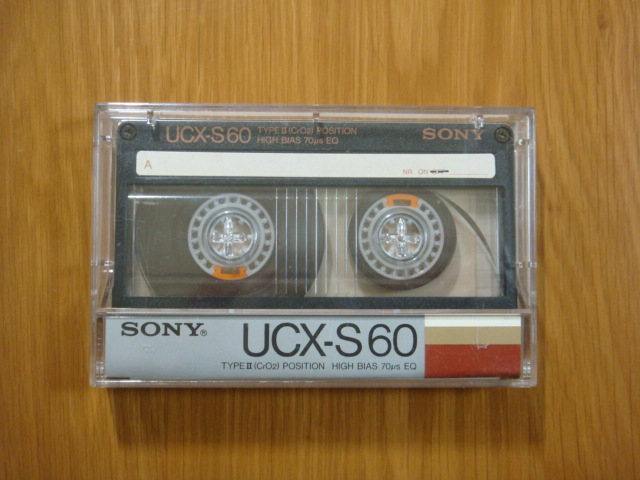 UCX-S60 TYPE II (CrO2) POSITION SONY
HIGH BIAS 70μs EQ
A
NR ON
SONY®
UCX-S60
TYPE II (CrO2) POSITION HIGH BIAS 70μs EQ